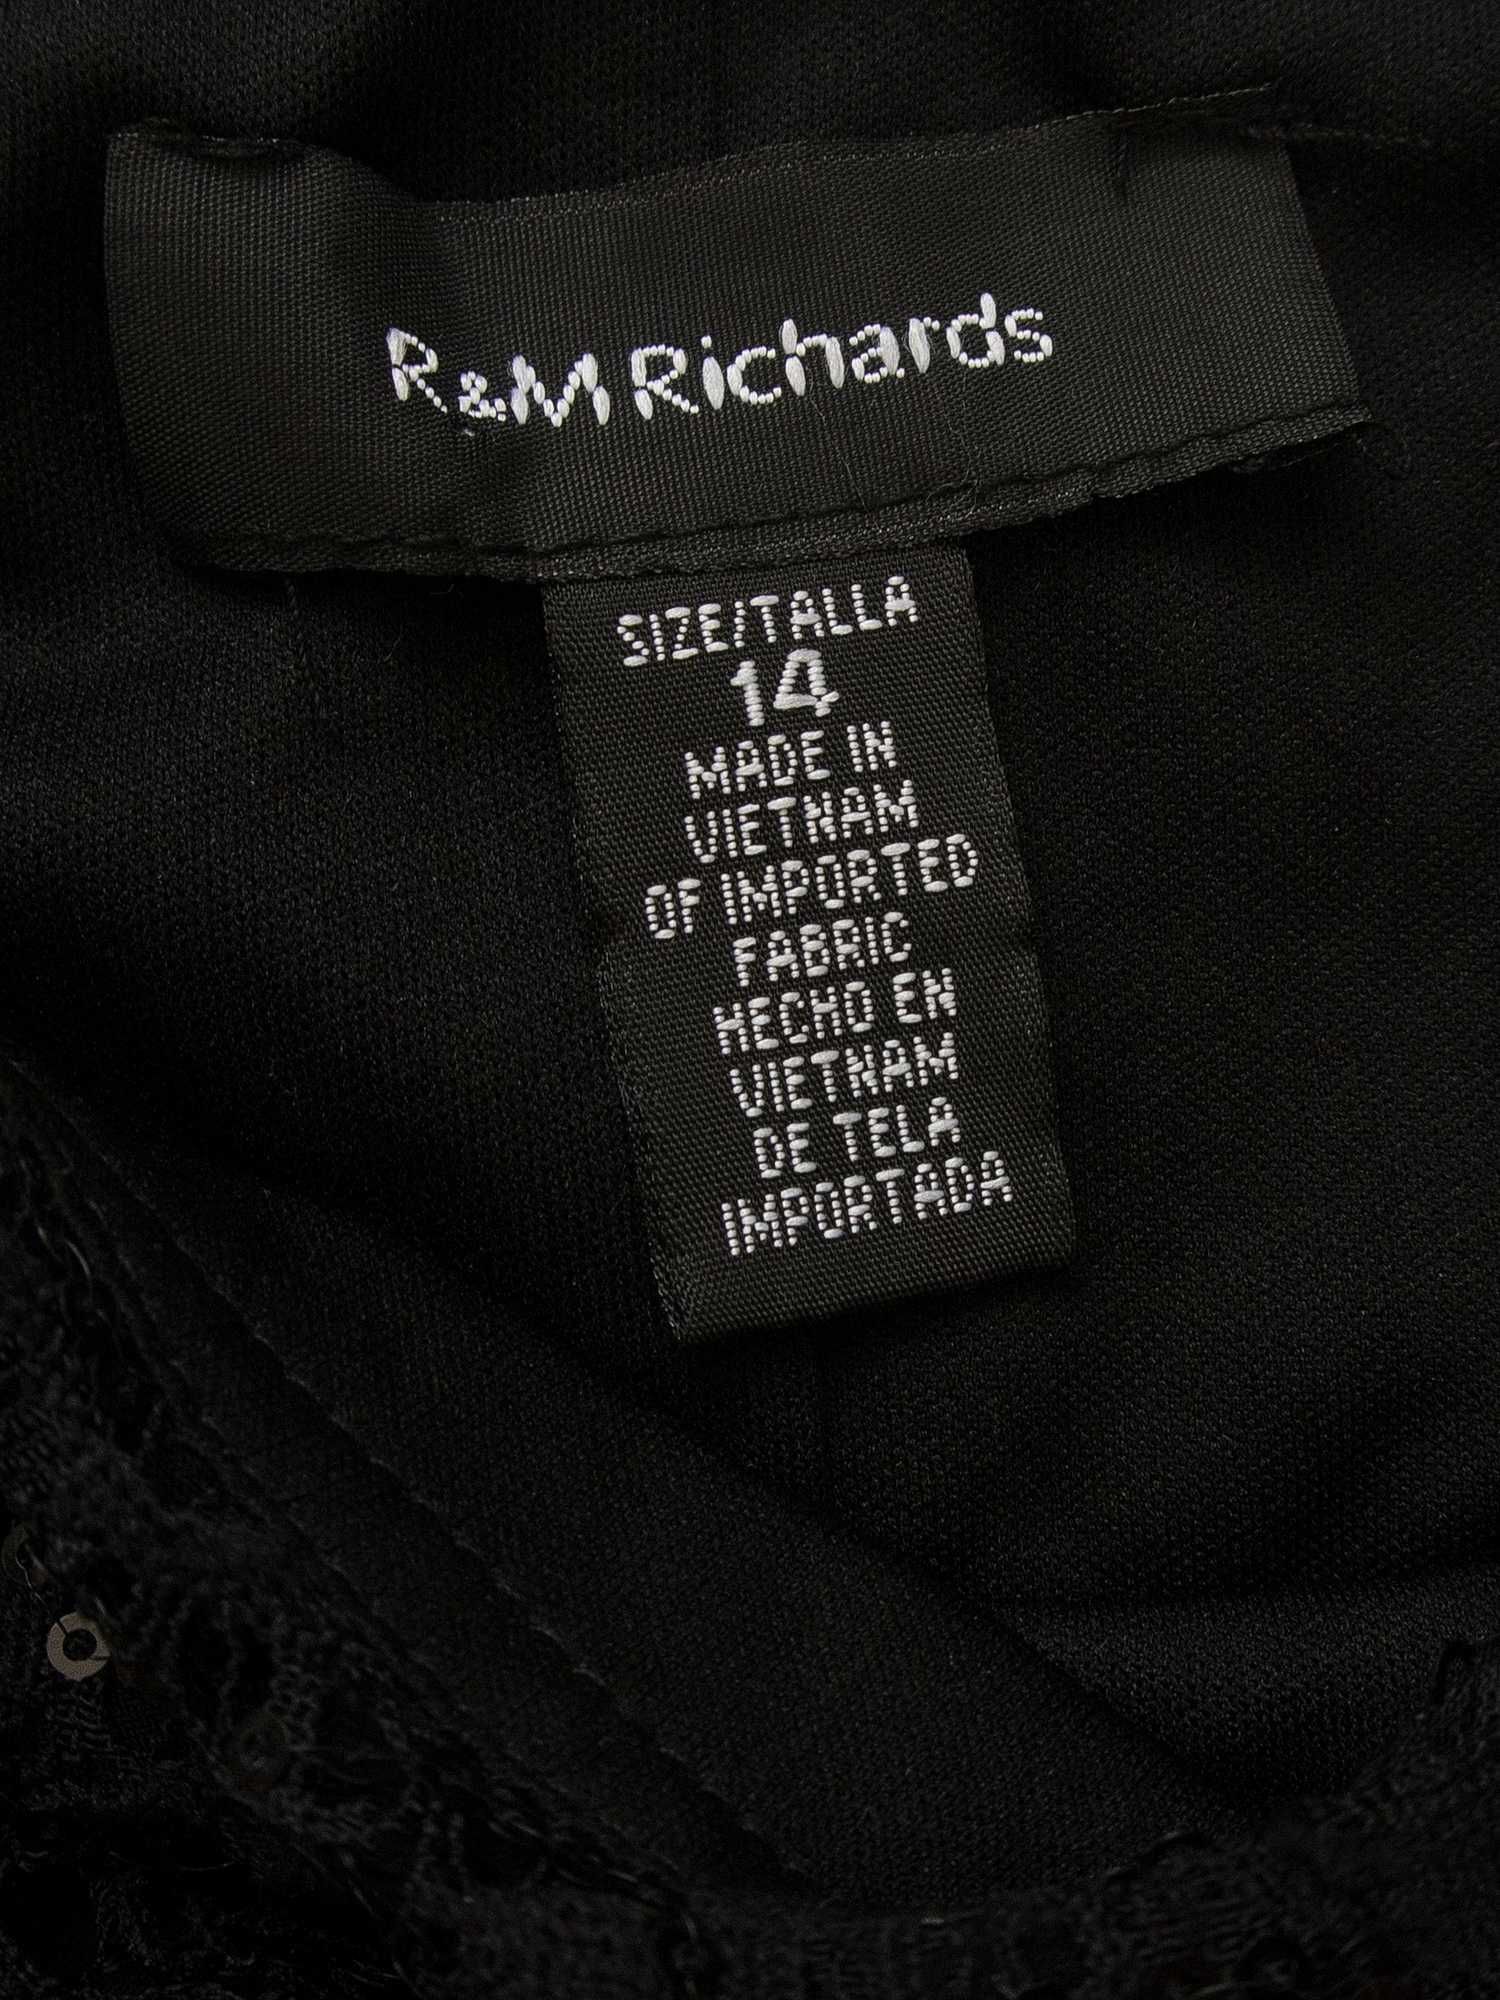 R&M Richards
SIZE/TALLA
14
MADE IN
VIETNAM
OF IMPORTED
FABRIC
HECHO EN
VIETNAM
DE TELA
IMPORTADA